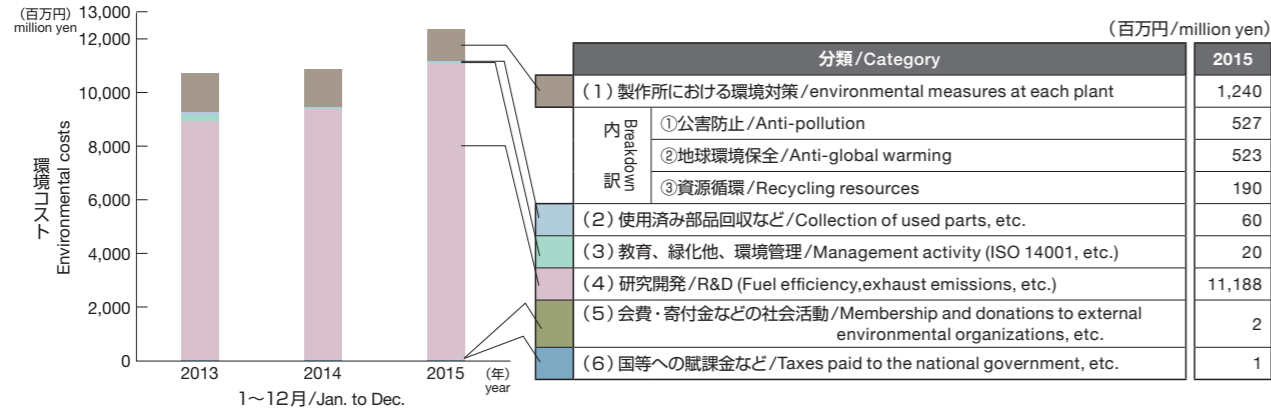 （百万円）
million yen
13,000
12,000
10,000
8,000
6,000
4,000
2,000
0
環境コスト
Environmental costs
2013
2014
2015
（年）
year
1～12月/Jan. to Dec.
（百万円/million yen）
分類/Category 2015
（1）製作所における環境対策/environmental measures at each plant 1,240
内訳
Breakdown
①公害防止/Anti-pollution 527
②地球環境保全/Anti-global warming 523
③資源循環/Recycling resources 190
（2）使用済み部品回収など/Collection of used parts, etc. 60
（3）教育、緑化他、環境管理/Management activity (ISO 14001, etc.) 20
（4）研究開発/R&D (Fuel efficiency,exhaust emissions, etc.) 11,188
（5）会費・寄付金などの社会活動/Membership and donations to external
environmental organizations, etc. 2
（6）国等への賦課金など/Taxes paid to the national government, etc. 1